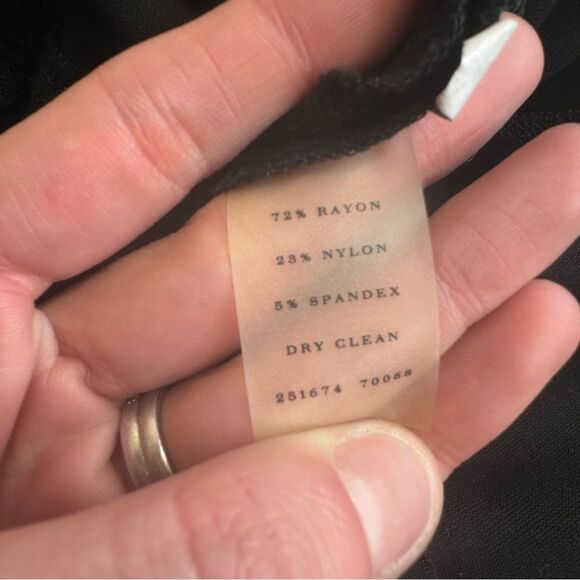 72% RAYON
23% NYLON
5% SPANDEX
DRY CLEAN
251674 70068